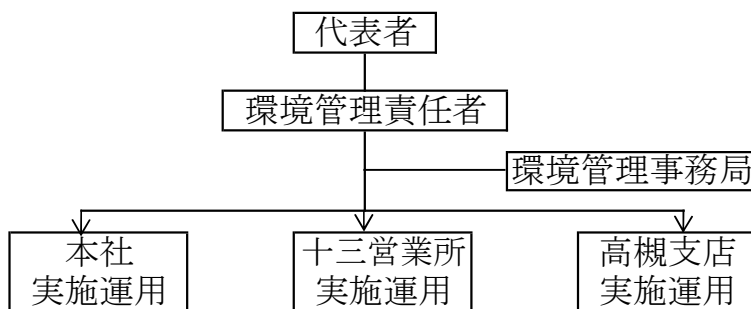 代表者
環境管理責任者
環境管理事務局
本社
実施運用
十三営業所
実施運用
高槻支店
実施運用